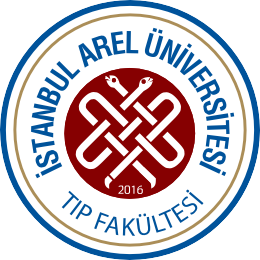 İSTANBUL AREL ÜNİVERSİTESİ
2016
TIP FAKÜLTESİ